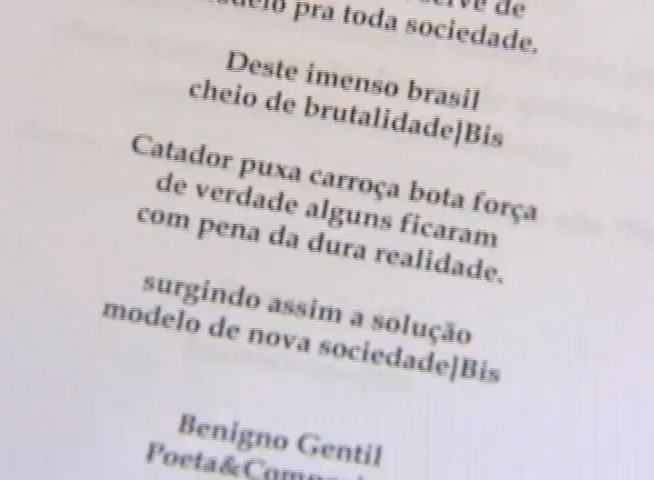 de
pra toda sociedade.
Deste imenso brasil
cheio de brutalidade|Bis
Catador puxa carroça bota força
de verdade alguns ficaram
com pena da dura realidade.
surgindo assim a solução
modelo de nova sociedade|Bis
Benigno Gentil